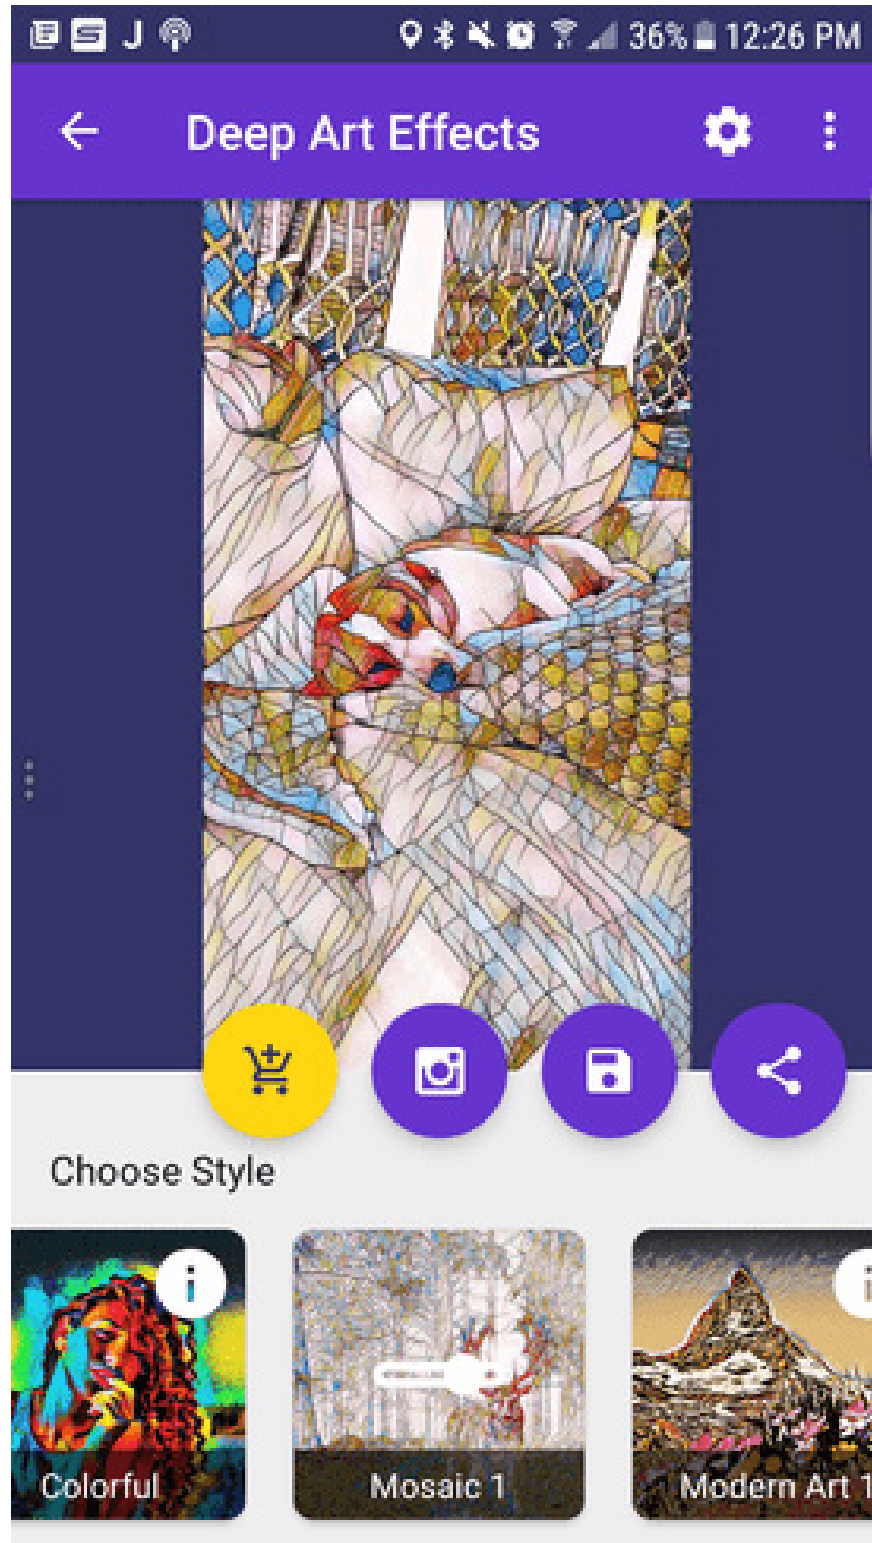 J 36% 12:26 PM
Deep Art Effects
Choose Style
Colorful
Mosaic 1
Modern Art 1